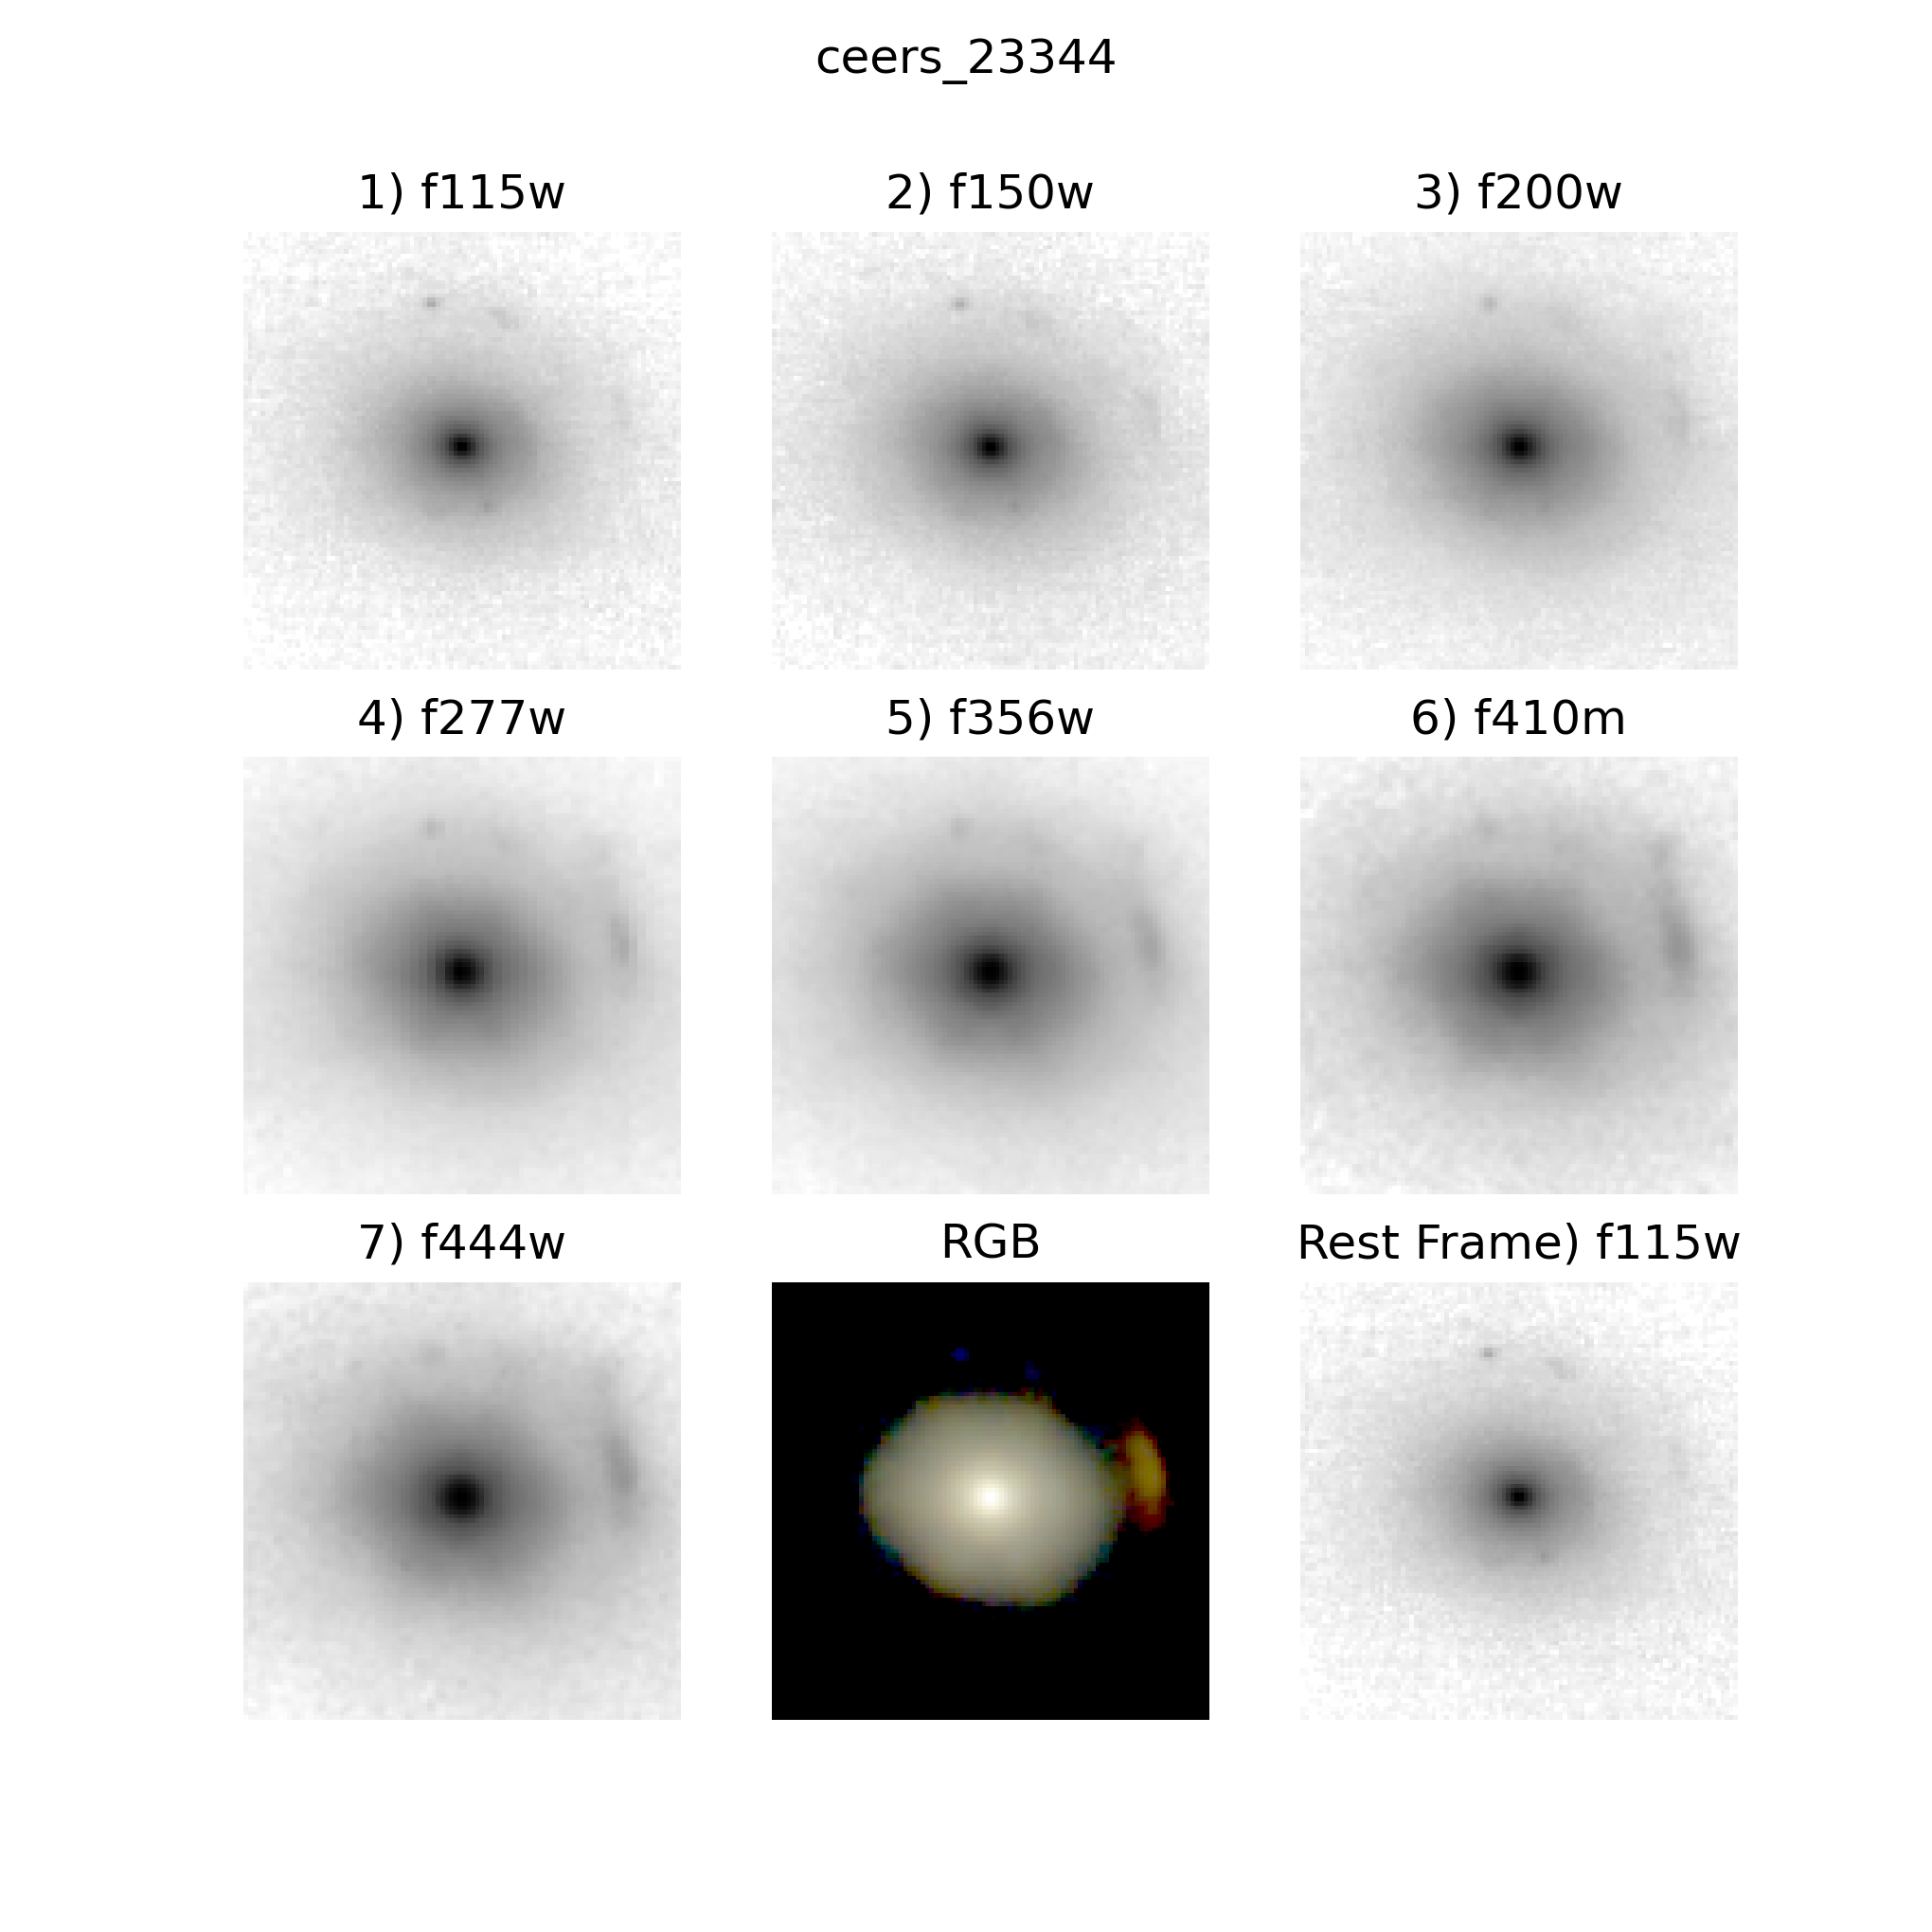 ceers_23344
1) f115w
2) f150w
3) f200w
4) f277w
5) f356w
6) f410m
7) f444w
RGB
Rest Frame) f115w